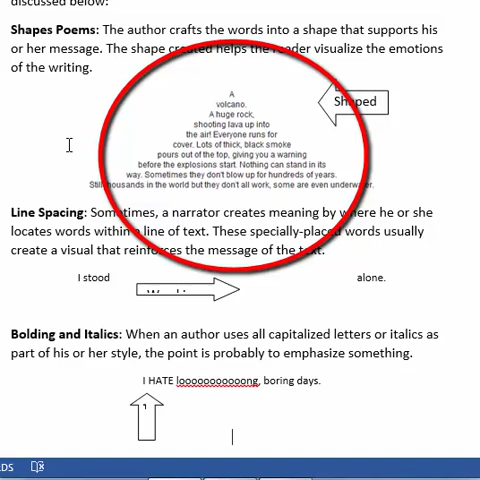 discussed below:
Shapes Poems: The author crafts the words into a shape that supports his
or her message. The shape created helps the reader visualize the emotions
of the writing.
A
volcano.
A huge rock,
shooting lava up into
the air! Everyone runs for
cover. Lots of thick, black smoke
pours out of the top, giving you a warning
before the explosions start. Nothing can stand in its
way. Sometimes they don't blow up for hundreds of years.
Still thousands in the world but they don't all work, some are even underwater.
Shaped
Line Spacing: Sometimes, a narrator creates meaning by where he or she
locates words within a line of text. These specially-placed words usually
create a visual that reinforces the message of the text.
I stood alone.
Bolding and Italics: When an author uses all capitalized letters or italics as
part of his or her style, the point is probably to emphasize something.
I HATE looooooooooong, boring days.